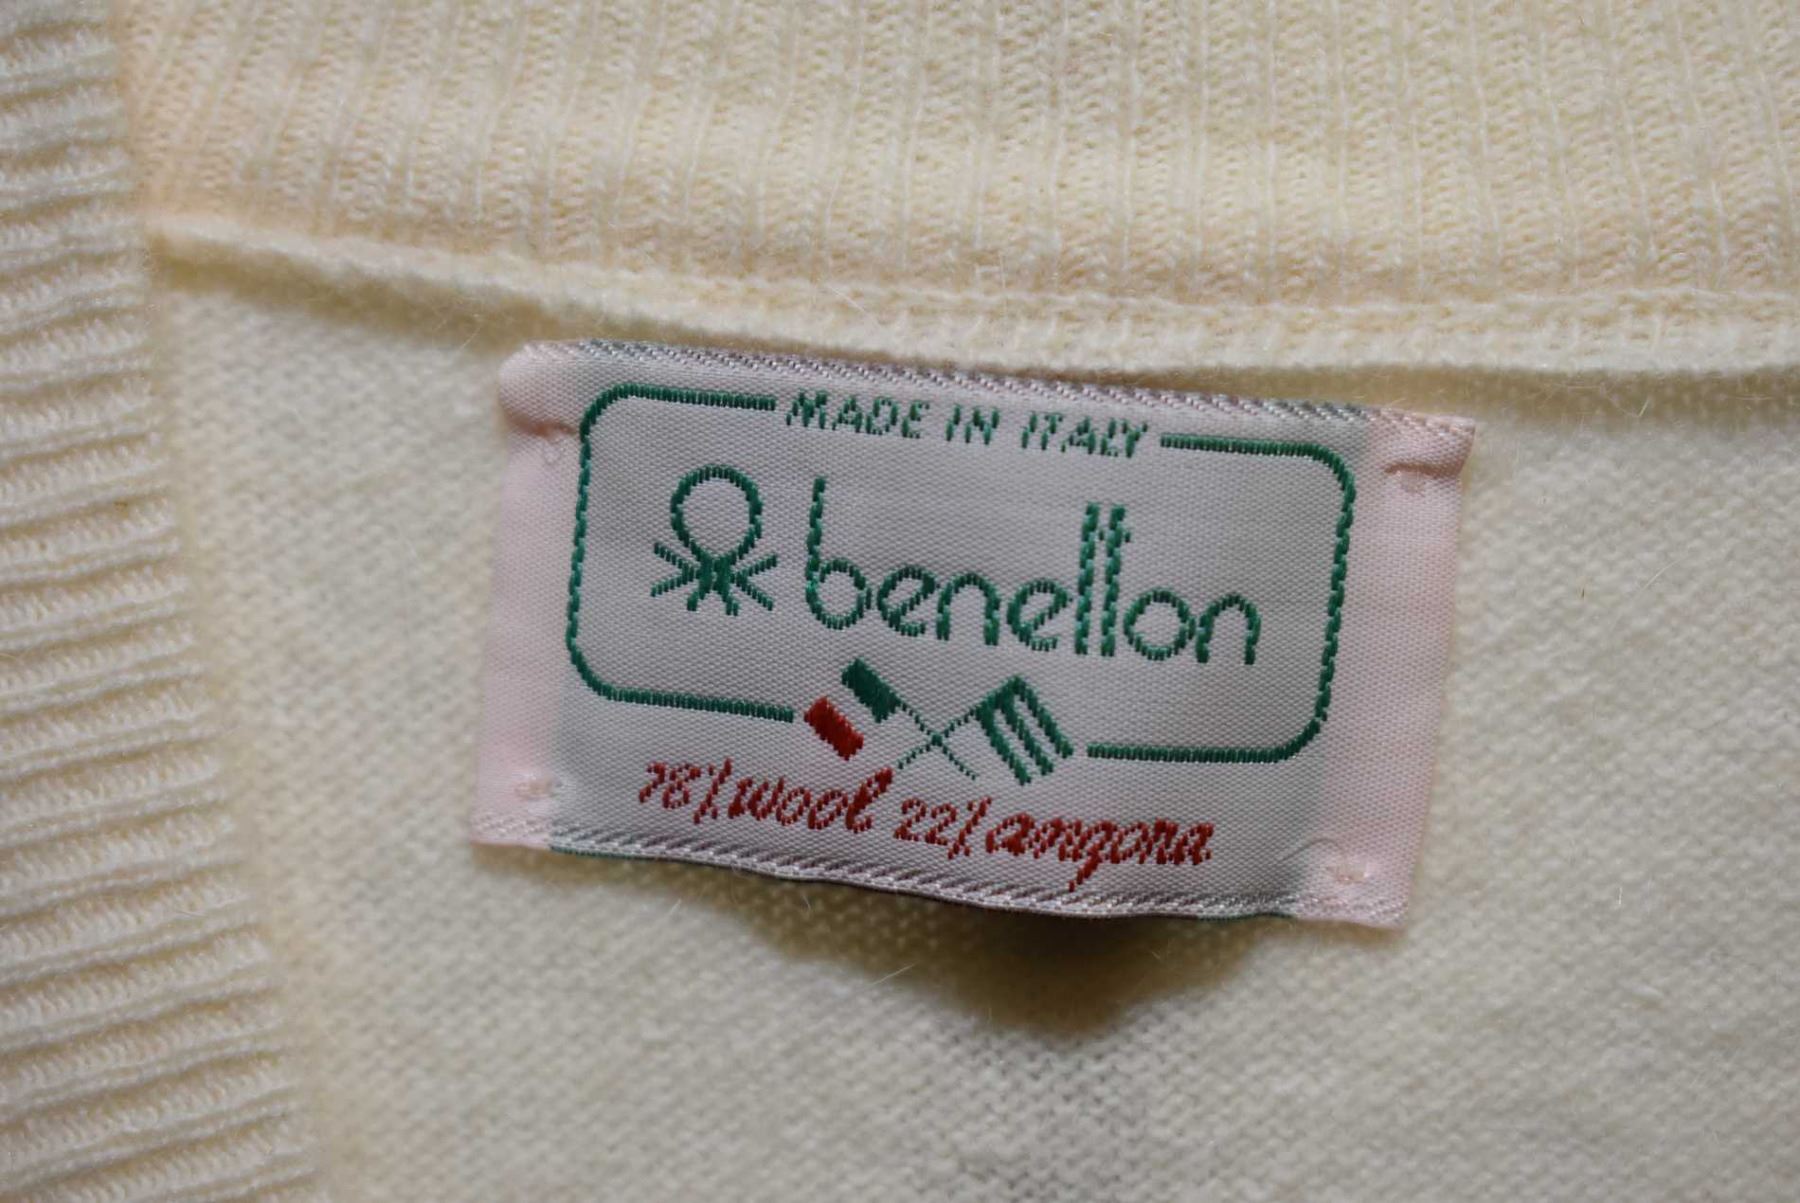 MADE IN ITALY
benetton
78% wool 22% angora